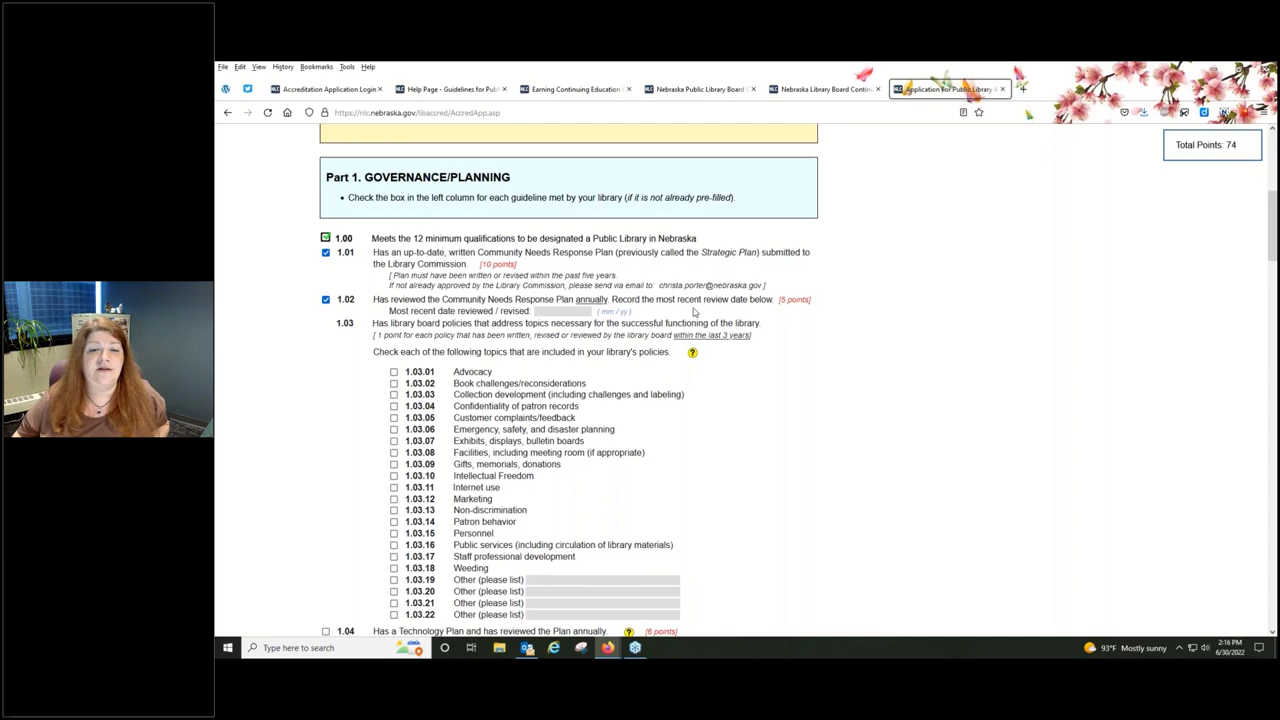 File Edit View History Bookmarks Tools Help
Accreditation Application Login
Help Page - Guidelines for Publ
Earning Continuing Education
Nebraska Public Library Board
Nebraska Library Board Contin
Application For Public Library A
https://nlc.nebraska.gov/libaccred/AccredApp.asp
Total Points: 74
Part 1. GOVERNANCE/PLANNING
• Check the box in the left column for each guideline met by your library (if it is not already pre-filled).
1.00 Meets the 12 minimum qualifications to be designated a Public Library in Nebraska
1.01 Has an up-to-date, written Community Needs Response Plan (previously called the Strategic Plan) submitted to
the Library Commission. [10 points]
[ Plan must have been written or revised within the past five years.
If not already approved by the Library Commission, please send via email to: christa.porter@nebraska.gov ]
1.02 Has reviewed the Community Needs Response Plan annually. Record the most recent review date below. [5 points]
Most recent date reviewed / revised: ( mm / yy )
1.03 Has library board policies that address topics necessary for the successful functioning of the library.
[ 1 point for each policy that has been written, revised or reviewed by the library board within the last 3 years]
Check each of the following topics that are included in your library's policies. ?
1.03.01 Advocacy
1.03.02 Book challenges/reconsiderations
1.03.03 Collection development (including challenges and labeling)
1.03.04 Confidentiality of patron records
1.03.05 Customer complaints/feedback
1.03.06 Emergency, safety, and disaster planning
1.03.07 Exhibits, displays, bulletin boards
1.03.08 Facilities, including meeting room (if appropriate)
1.03.09 Gifts, memorials, donations
1.03.10 Intellectual Freedom
1.03.11 Internet use
1.03.12 Marketing
1.03.13 Non-discrimination
1.03.14 Patron behavior
1.03.15 Personnel
1.03.16 Public services (including circulation of library materials)
1.03.17 Staff professional development
1.03.18 Weeding
1.03.19 Other (please list)
1.03.20 Other (please list)
1.03.21 Other (please list)
1.03.22 Other (please list)
1.04 Has a Technology Plan and has reviewed the Plan annually. ? [6 points]
Type here to search
93°F Mostly sunny
2:16 PM
6/30/2022